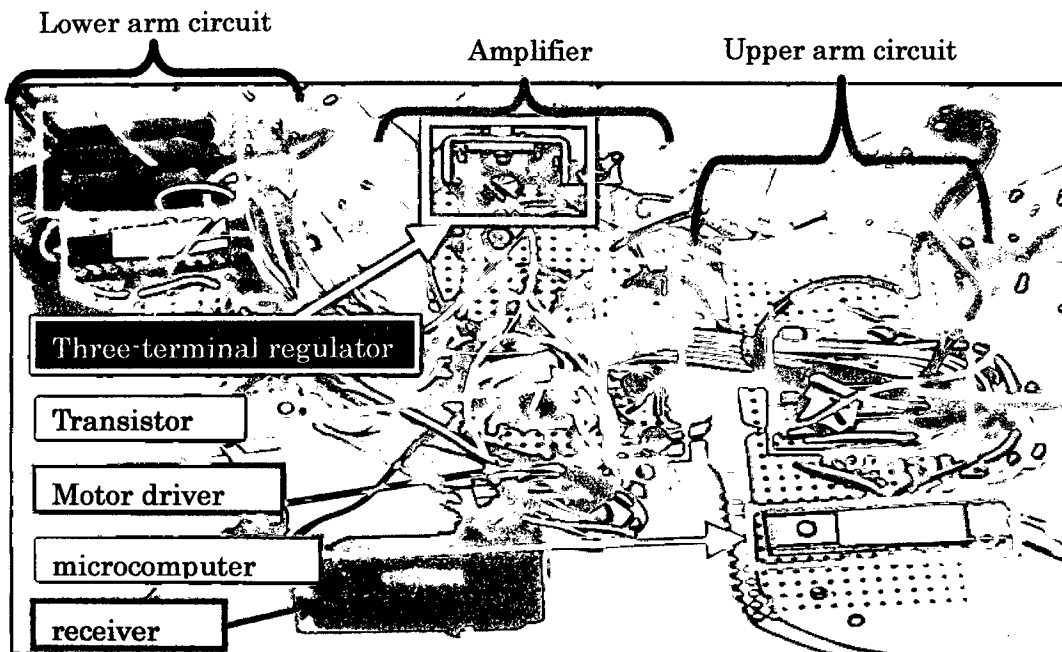 Lower arm circuit
Amplifier
Upper arm circuit
Three-terminal regulator
Transistor
Motor driver
microcomputer
receiver